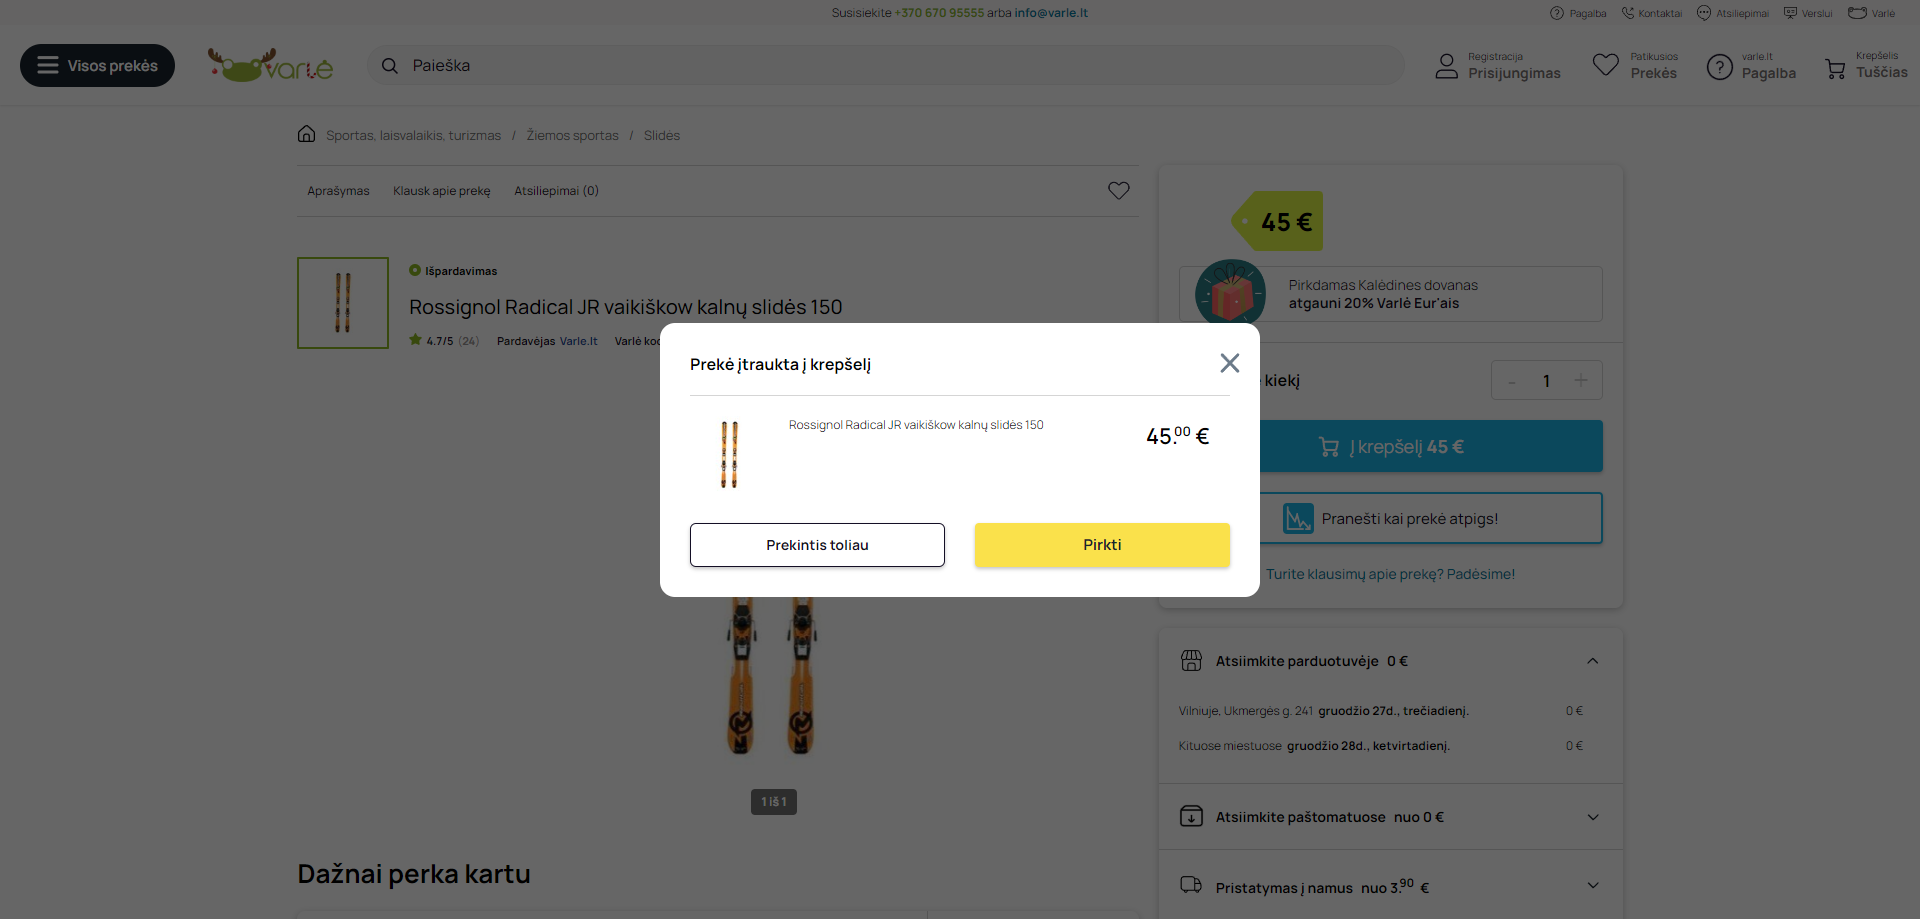 Susisiekite +370 670 95555 arba info@varle.lt
Pagalba
Kontaktai
Atsiliepimai
Verslui
Varlė
Visos prekės
varlė
Paieška
Registracija
Prisijungimas
Patikusios
Prekės
varle.lt
Pagalba
Krepšelis
Tuščias
Sportas, laisvalaikis, turizmas / Žiemos sportas / Slidės
Aprašymas
Klausk apie prekę
Atsiliepimai (0)
45 €
Išpardavimas
Rossignol Radical JR vaikiškow kalnų slidės 150
4.7/5 (24) Pardavėjas Varle.lt Varlė
Pirkdamas Kalėdines dovanas
atgauni 20% Varlė Eur'ais
Prekė įtraukta į krepšelį
Rossignol Radical JR vaikiškow kalnų slidės 150
45.00 €
Prekintis toliau
Pirkti
kiekį
- 1 +
Į krepšelį 45 €
Pranešti kai prekė atpigs!
Turite klausimų apie prekę? Padėsime!
Atsiimkite parduotuvėje 0 €
Vilniuje, Ukmergės g. 241 gruodžio 27d., trečiadienį. 0 €
Kituose miestuose gruodžio 28d., ketvirtadienį. 0 €
1 iš 1
Atsiimkite paštomatuose nuo 0 €
Dažnai perka kartu
Pristatymas į namus nuo 3.90 €